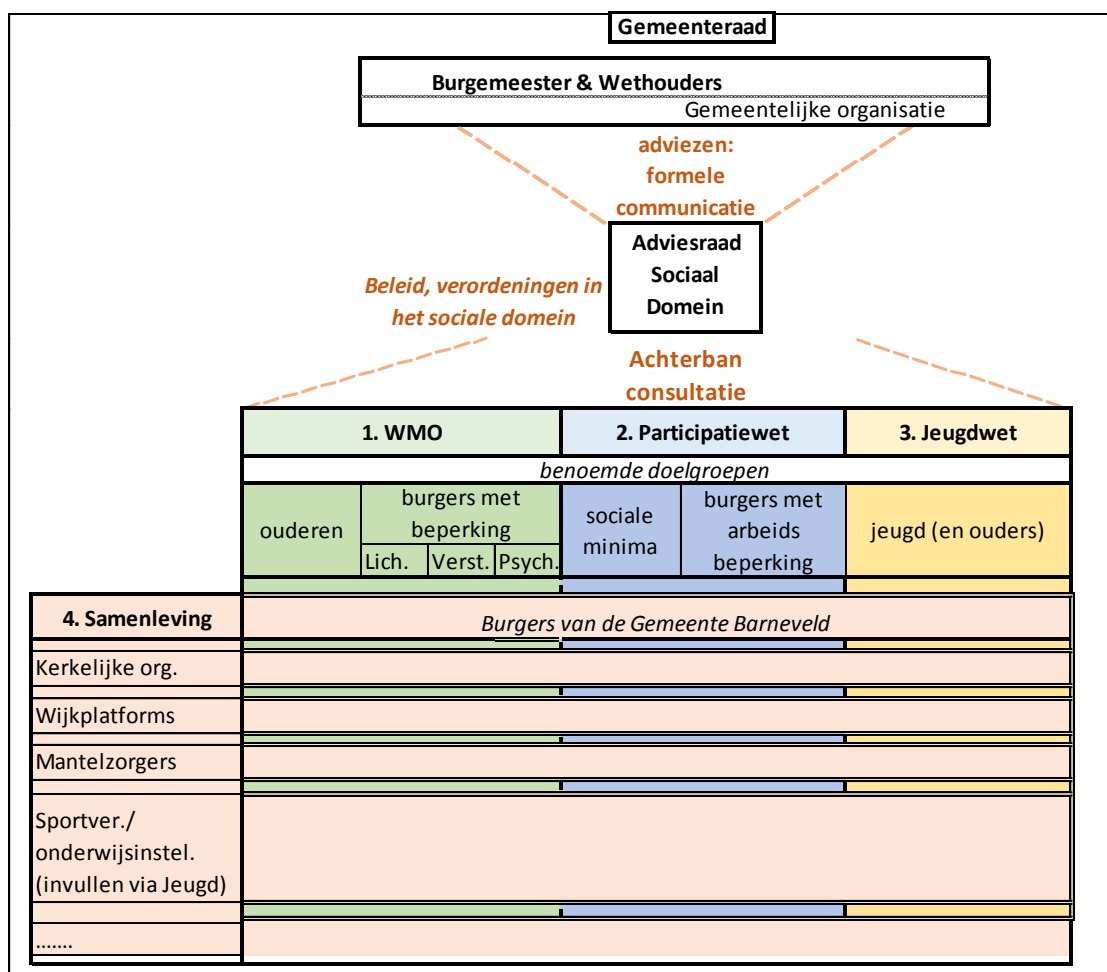 Gemeenteraad
Burgemeester & Wethouders
Gemeentelijke organisatie
adviezen:
formele
communicatie
Adviesraad
Sociaal
Domein
Beleid, verordeningen in
het sociale domein
Achterban
consultatie
1. WMO
2. Participatiewet
3. Jeugdwet
benoemde doelgroepen
ouderen
burgers met
beperking
Lich.
Verst.
Psych.
sociale
minima
burgers met
arbeids
beperking
jeugd (en ouders)
4. Samenleving
Burgers van de Gemeente Barneveld
Kerkelijke org.
Wijkplatforms
Mantelzorgers
Sportver./
onderwijsinstel.
(invullen via Jeugd)
.......